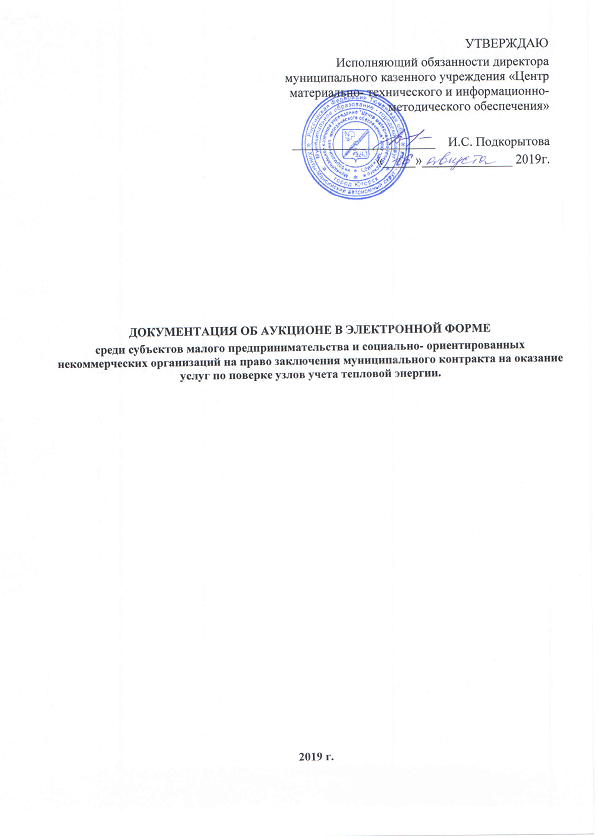 УТВЕРЖДАЮ
Исполняющий обязанности директора
муниципального казенного учреждения «Центр
материально- технического и информационно-
методического обеспечения»
И.С. Подкорытова
« » августа 2019г.
ДОКУМЕНТАЦИЯ ОБ АУКЦИОНЕ В ЭЛЕКТРОННОЙ ФОРМЕ
среди субъектов малого предпринимательства и социально- ориентированных
некоммерческих организаций на право заключения муниципального контракта на оказание
услуг по поверке узлов учета тепловой энергии.
2019 г.